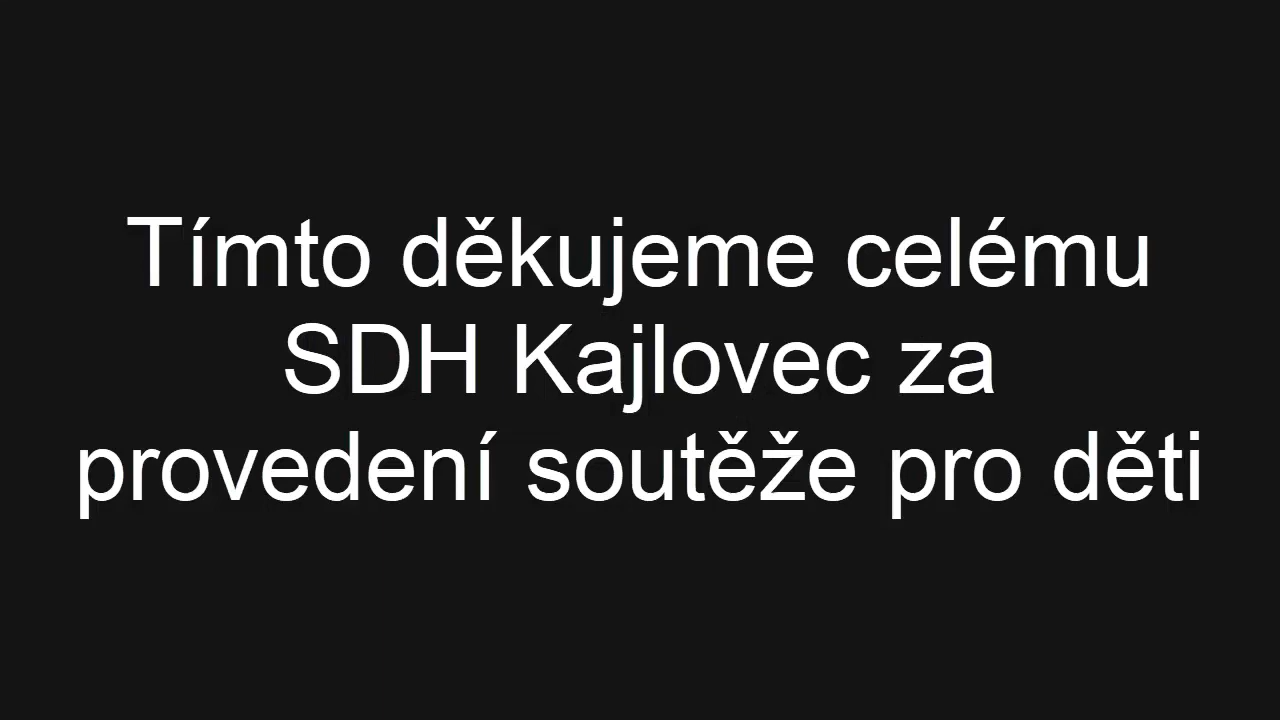 Tímto děkujeme celému
SDH Kajlovec za
provedení soutěže pro děti